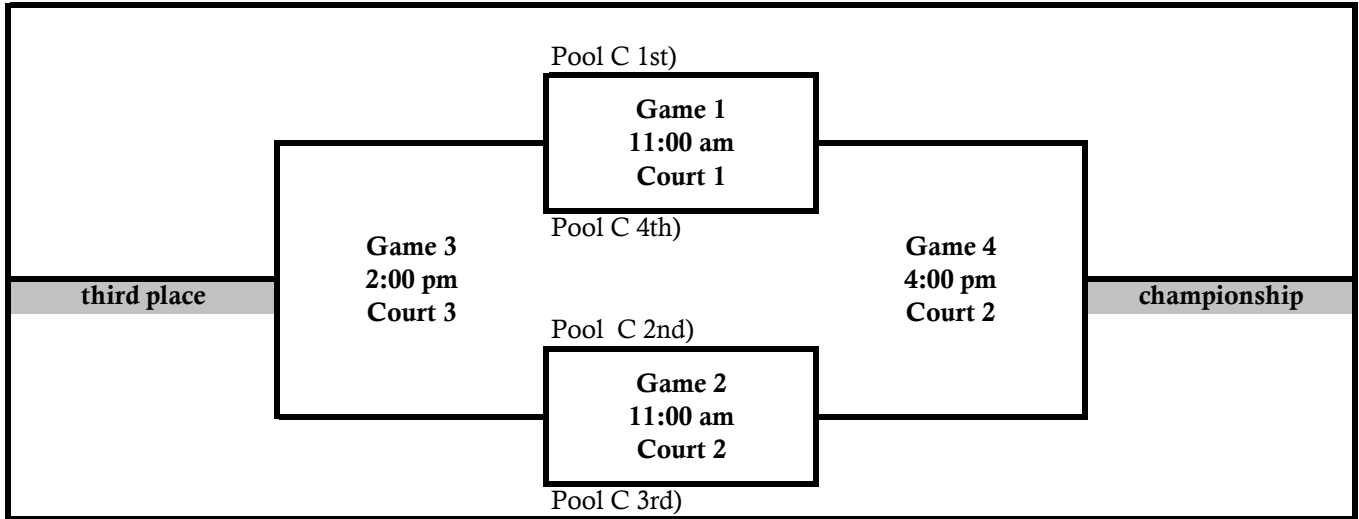 Pool C 1st)
Game 1
11:00 am
Court 1
Pool C 4th)
Game 3
2:00 pm
Court 3
third place
Game 4
4:00 pm
Court 2
championship
Pool  C 2nd)
Game 2
11:00 am
Court 2
Pool C 3rd)